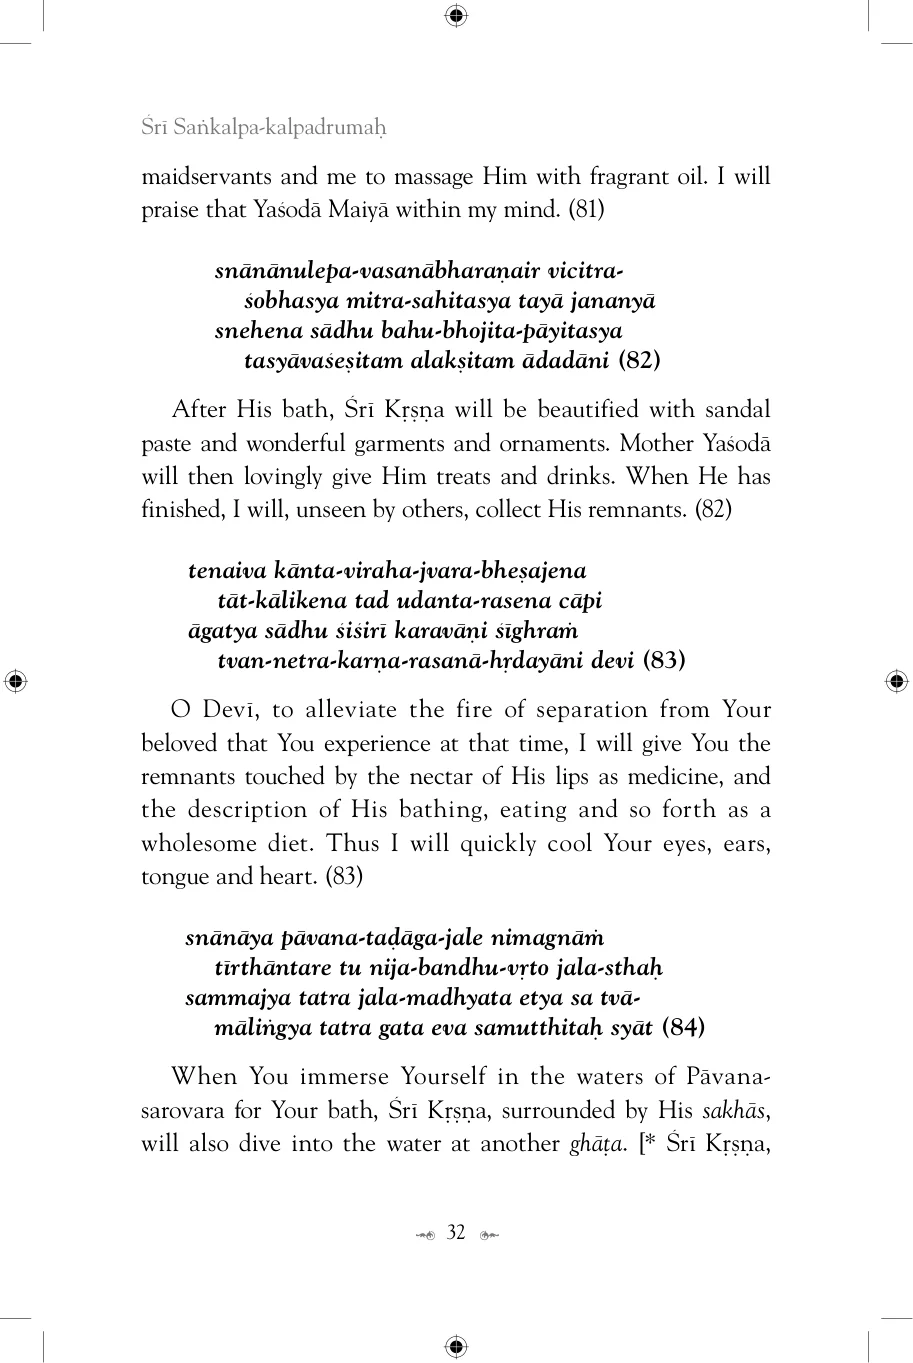 Śrī Saṅkalpa-kalpadrumaḥ
maidservants and me to massage Him with fragrant oil. I will
praise that Yaśodā Maiyā within my mind. (81)
snānānulepa-vasanābharaṇair vicitra-
śobhasya mitra-sahitasya tayā jananyā
snehena sādhu bahu-bhojita-pāyitasya
tasyāvaśeṣitam alakṣitam ādadāni (82)
After His bath, Śrī Kṛṣṇa will be beautified with sandal
paste and wonderful garments and ornaments. Mother Yaśodā
will then lovingly give Him treats and drinks. When He has
finished, I will, unseen by others, collect His remnants. (82)
tenaiva kānta-viraha-jvara-bheṣajena
tāt-kālikena tad udanta-rasena cāpi
āgatya sādhu śiśirī karavāṇi śīghraṁ
tvan-netra-karṇa-rasanā-hṛdayāni devi (83)
O Devī, to alleviate the fire of separation from Your
beloved that You experience at that time, I will give You the
remnants touched by the nectar of His lips as medicine, and
the description of His bathing, eating and so forth as a
wholesome diet. Thus I will quickly cool Your eyes, ears,
tongue and heart. (83)
snānāya pāvana-taḍāga-jale nimagnāṁ
tīrthāntare tu nija-bandhu-vṛto jala-sthaḥ
sammajya tatra jala-madhyata etya sa tvā-
māliṅgya tatra gata eva samutthitaḥ syāt (84)
When You immerse Yourself in the waters of Pāvana-
sarovara for Your bath, Śrī Kṛṣṇa, surrounded by His sakhās,
will also dive into the water at another ghāṭa. [* Śrī Kṛṣṇa,
32